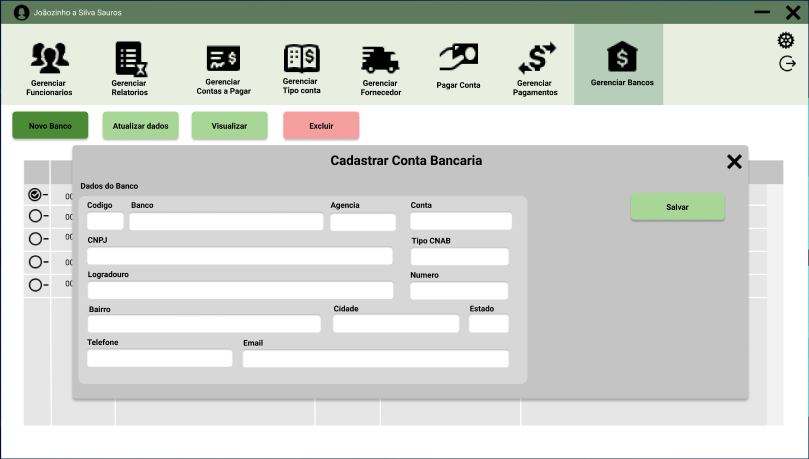 Joãozinho a Silva Sauros
Gerenciar
Funcionarios
Gerenciar
Relatorios
Gerenciar
Contas a Pagar
Gerenciar
Tipo conta
Gerenciar
Fornecedor
Pagar Conta
Gerenciar
Pagamentos
Gerenciar Bancos
Novo Banco
Atualizar dados
Visualizar
Excluir
Cadastrar Conta Bancaria
Dados do Banco
Codigo
Banco
Agencia
Conta
Salvar
CNPJ
Tipo CNAB
Logradouro
Numero
Bairro
Cidade
Estado
Telefone
Email